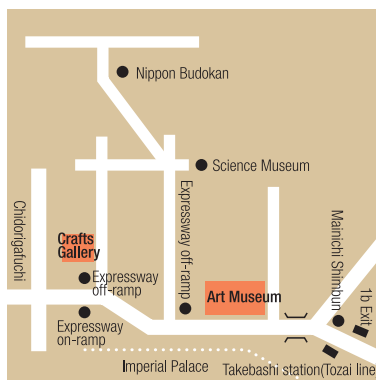 Nippon Budokan
Science Museum
Chidorigafuchi
Crafts
Gallery
Expressway
off-ramp
Expressway
on-ramp
Expressway off-ramp
Art Museum
Mainichi Shimbun
1b Exit
Imperial Palace
Takebashi station(Tozai line